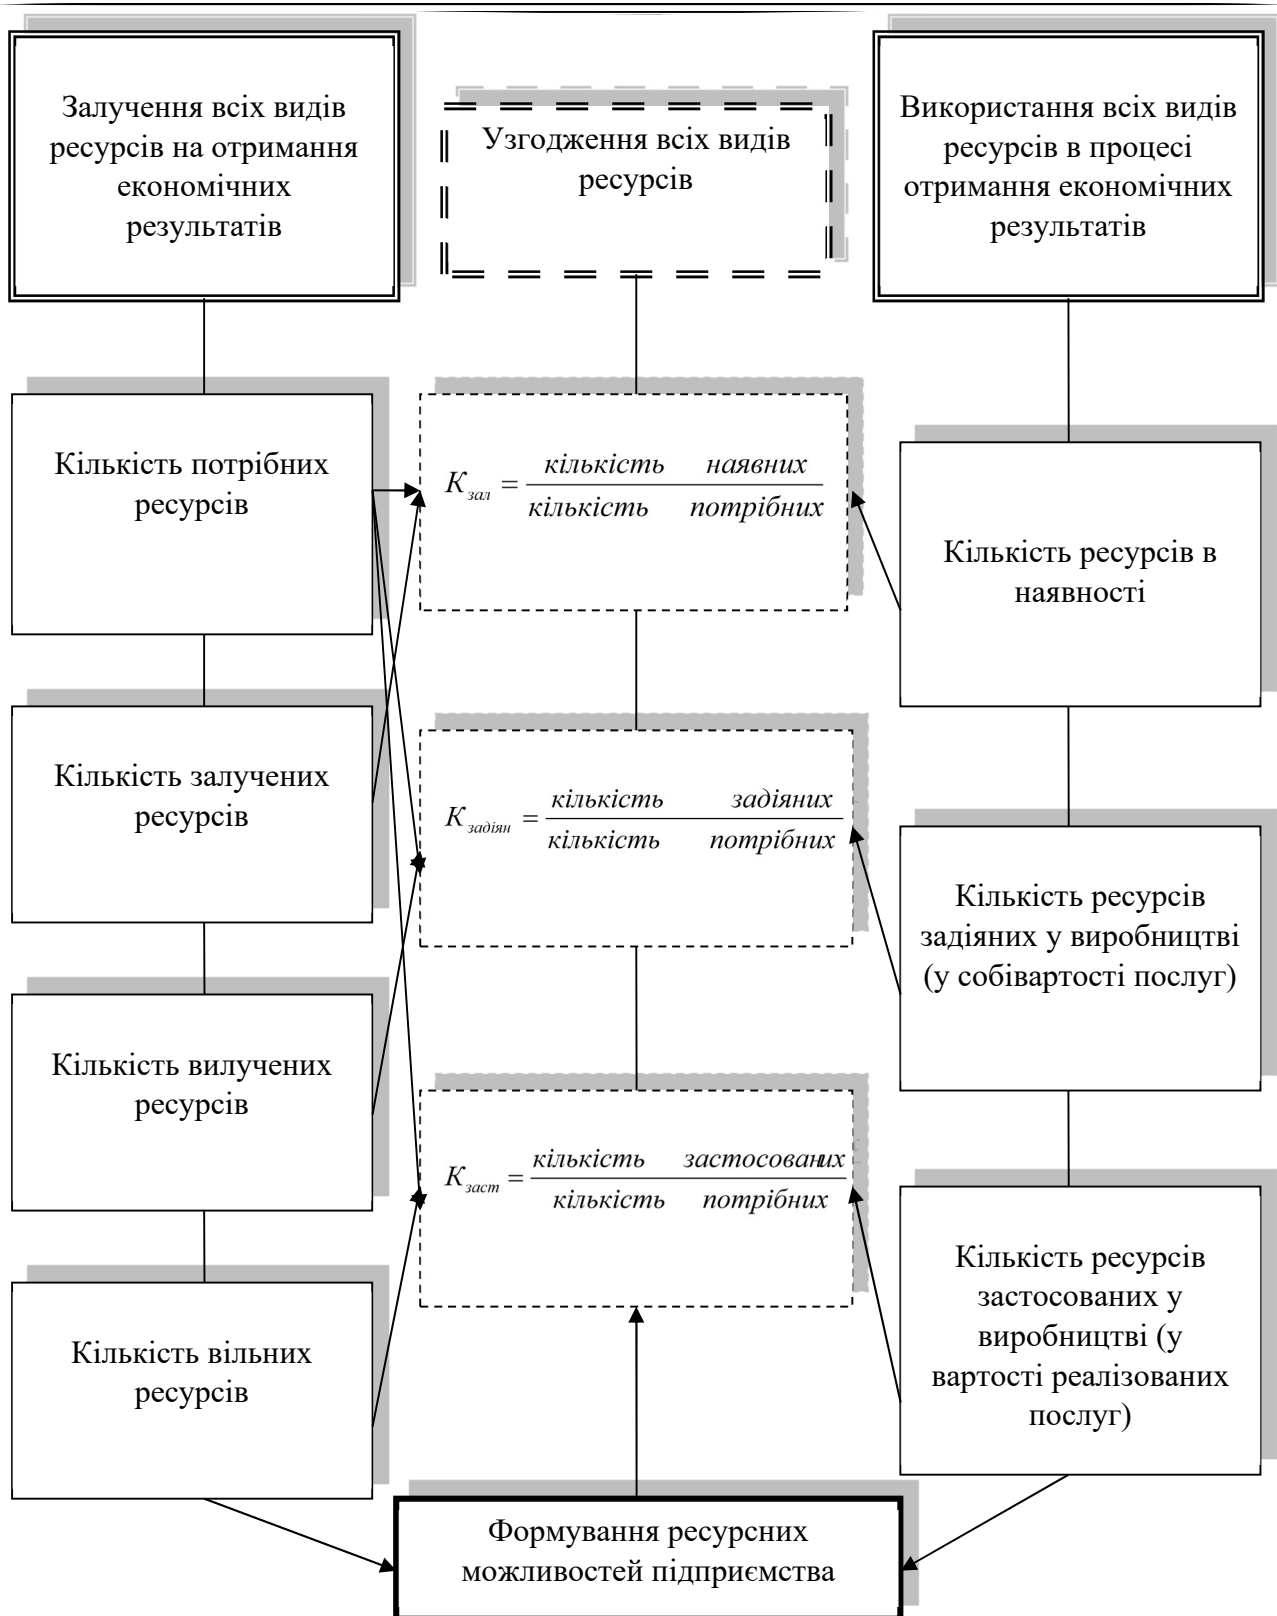 Залучення всіх видів
ресурсів на отримання
економічних
результатів
Узгодження всіх видів
ресурсів
Використання всіх видів
ресурсів в процесі
отримання економічних
результатів
Кількість потрібних
ресурсів
Кількість залучених
ресурсів
Кількість вилучених
ресурсів
Кількість вільних
ресурсів
K зал = кількість наявних
кількість потрібних
K задіян = кількість задіяних
кількість потрібних
K заст = кількість застосованих
кількість потрібних
Кількість ресурсів в
наявності
Кількість ресурсів
задіяних у виробництві
(у собівартості послуг)
Кількість ресурсів
застосованих у
виробництві (у
вартості реалізованих
послуг)
Формування ресурсних
можливостей підприємства